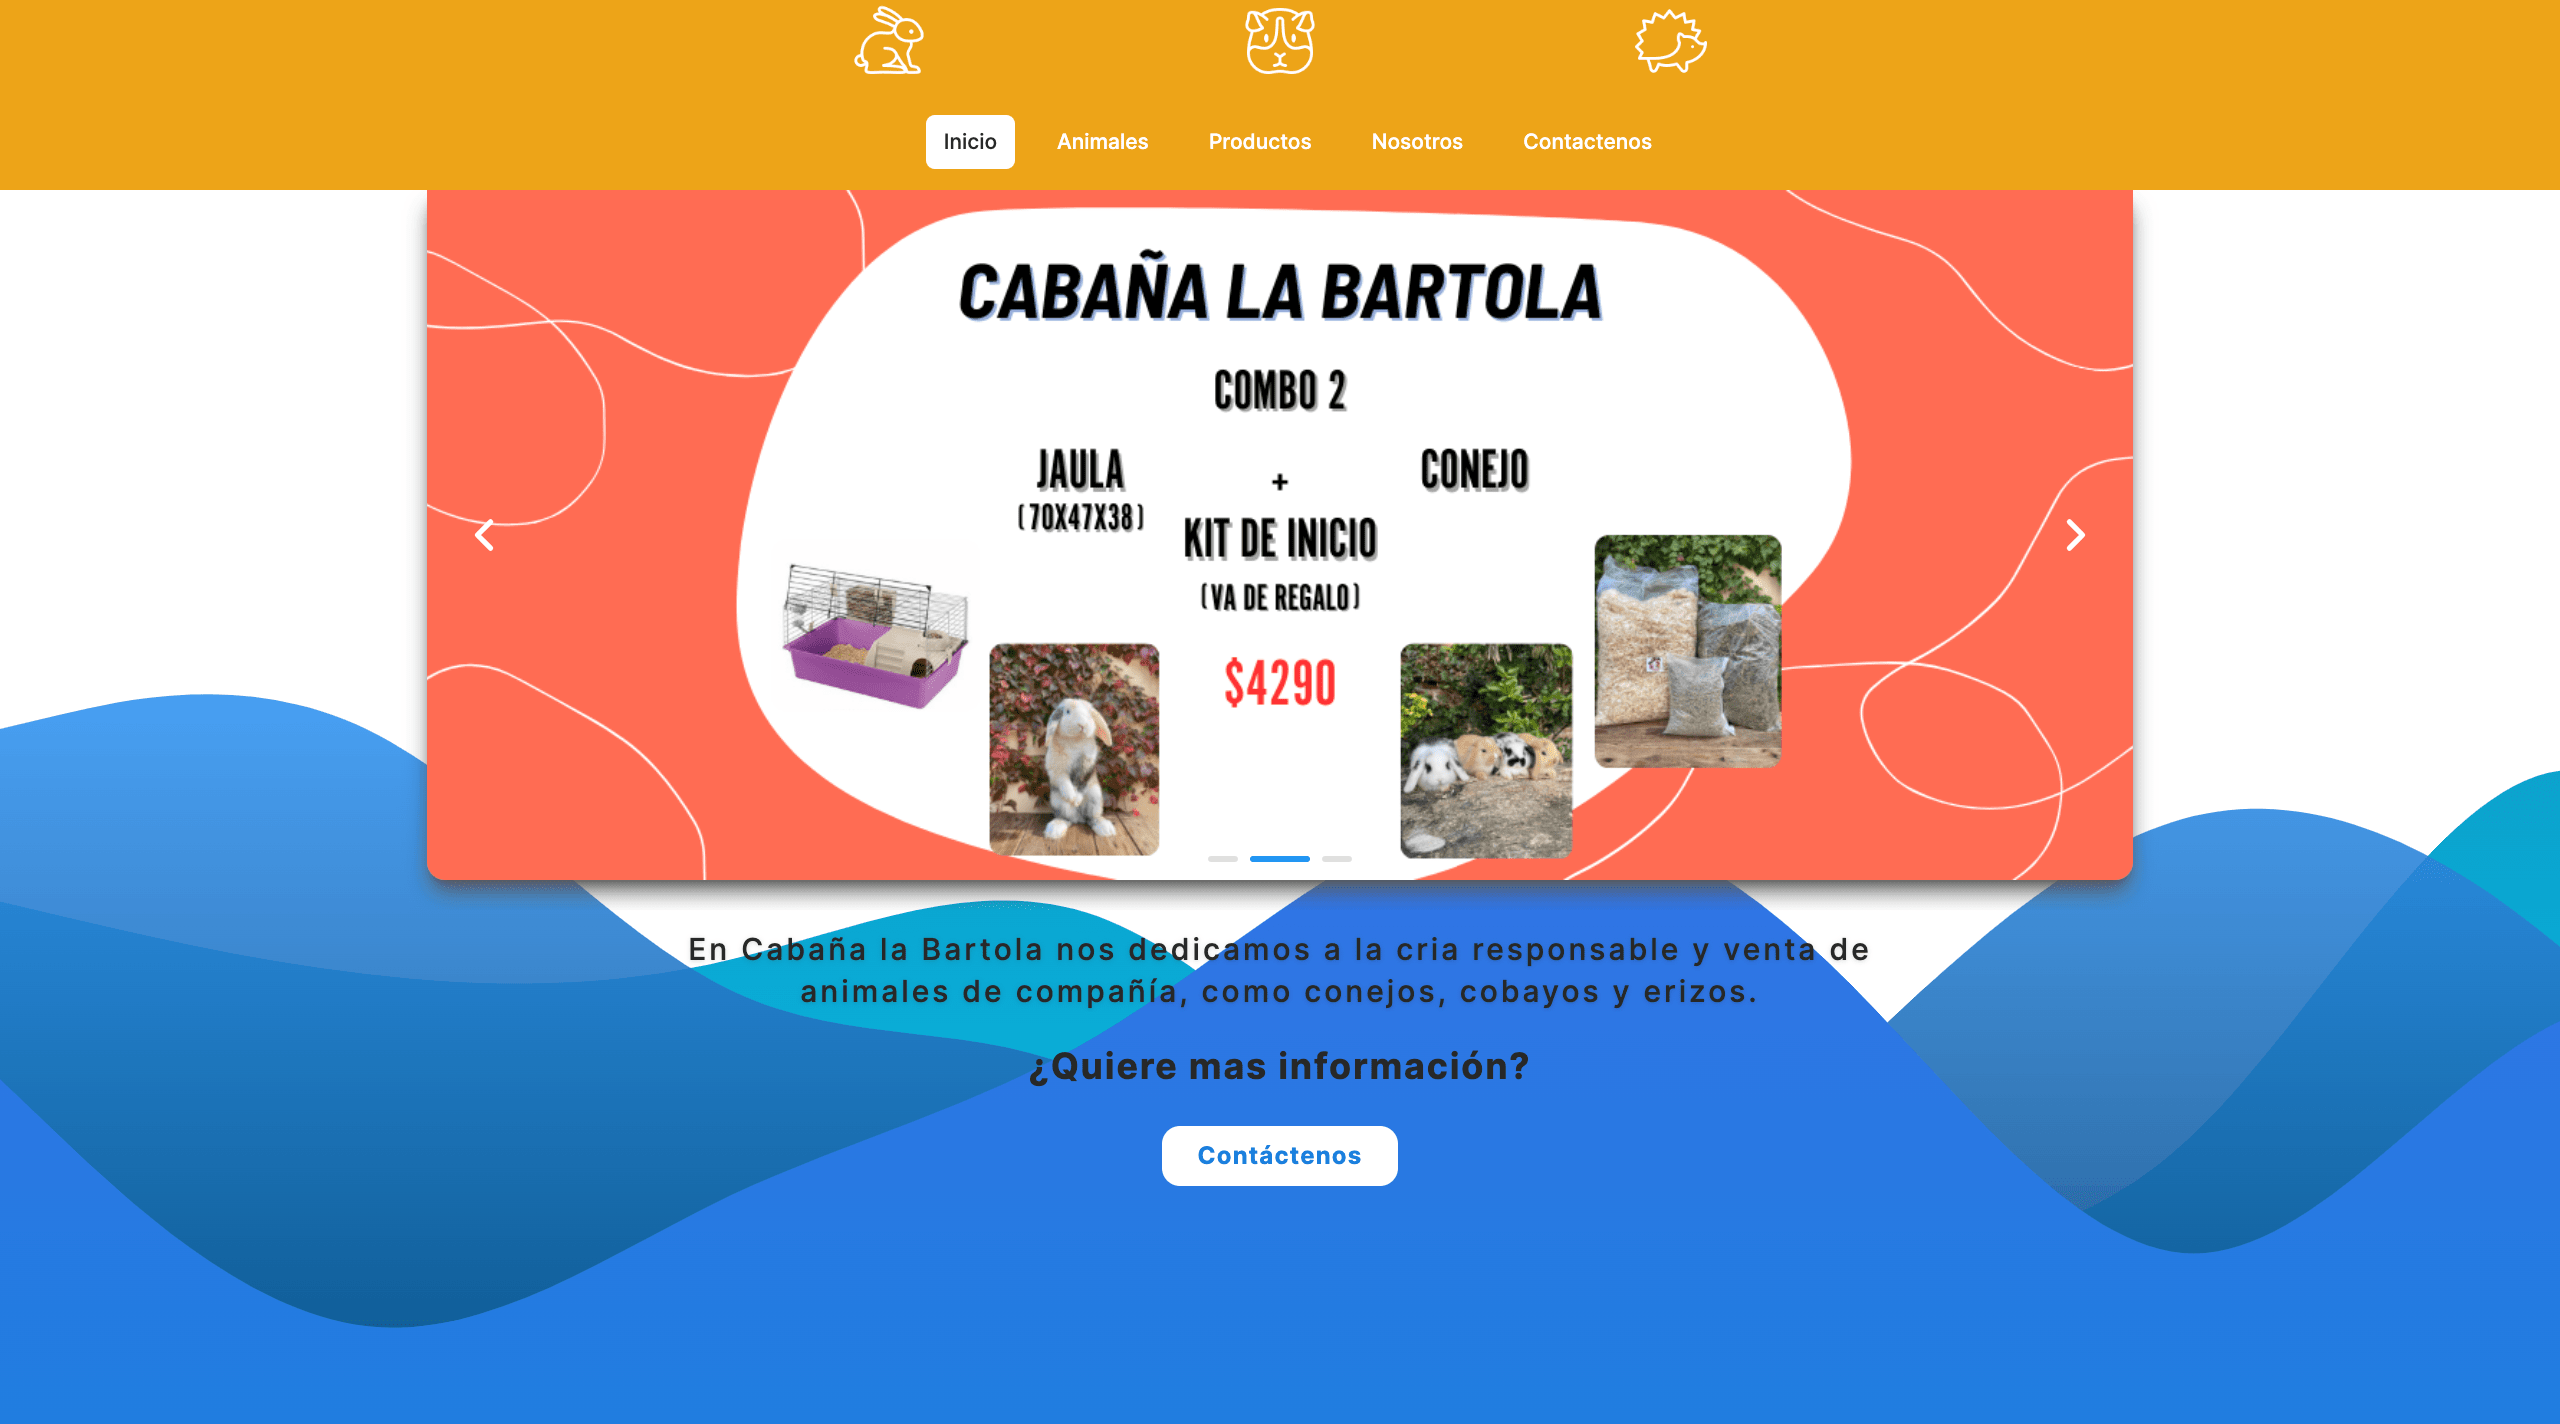 Inicio
Animales
Productos
Nosotros
Contactenos
CABAÑA LA BARTOLA
COMBO 2
JAULA
(70X47X38)
+
CONEJO
KIT DE INICIO
(VA DE REGALO)
$4290
En Cabaña la Bartola nos dedicamos a la cria responsable y venta de
animales de compañía, como conejos, cobayos y erizos.
¿Quiere mas información?
Contáctenos